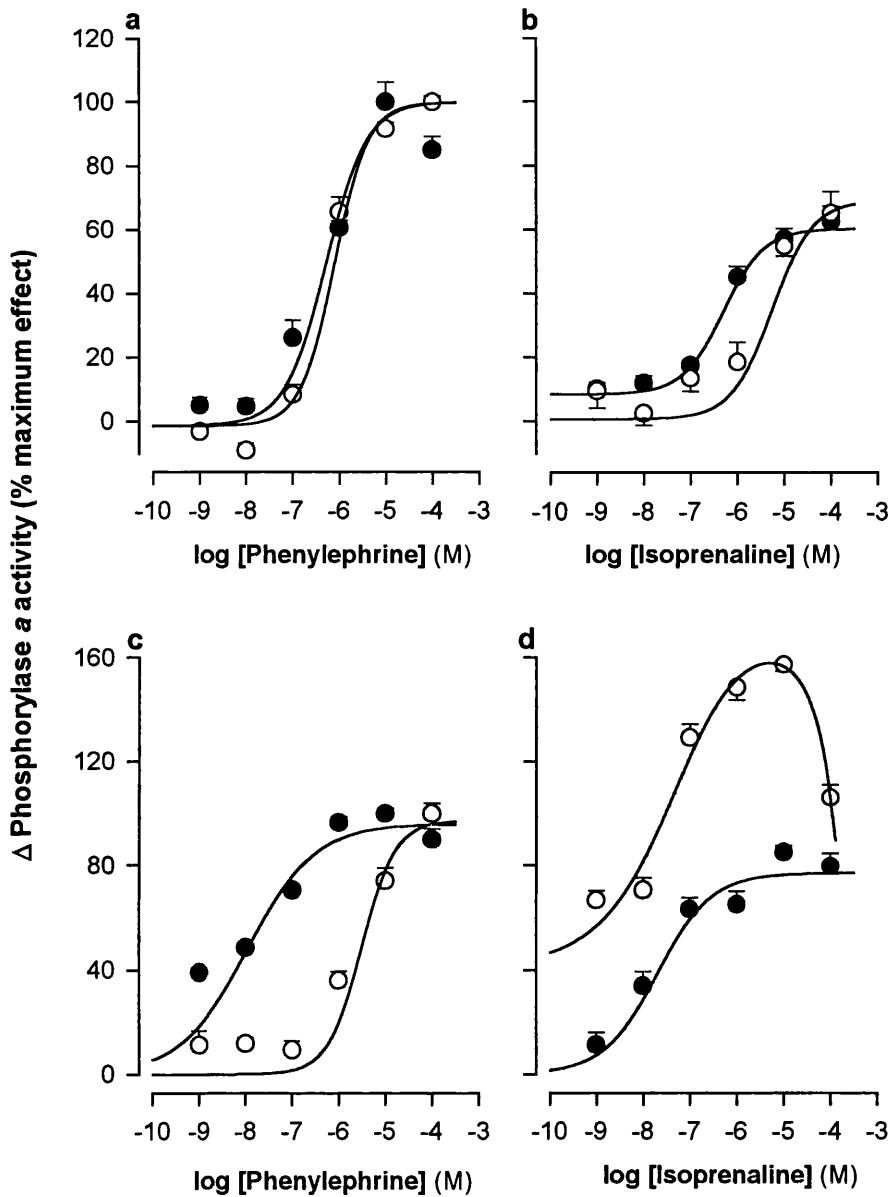 Δ Phosphorylase a activity (% maximum effect)
a
120
100
80
60
40
20
0
-10 -9 -8 -7 -6 -5 -4 -3
log [Phenylephrine] (M)
b
-10 -9 -8 -7 -6 -5 -4 -3
log [Isoprenaline] (M)
c
160
120
80
40
0
-10 -9 -8 -7 -6 -5 -4 -3
log [Phenylephrine] (M)
d
-10 -9 -8 -7 -6 -5 -4 -3
log [Isoprenaline] (M)